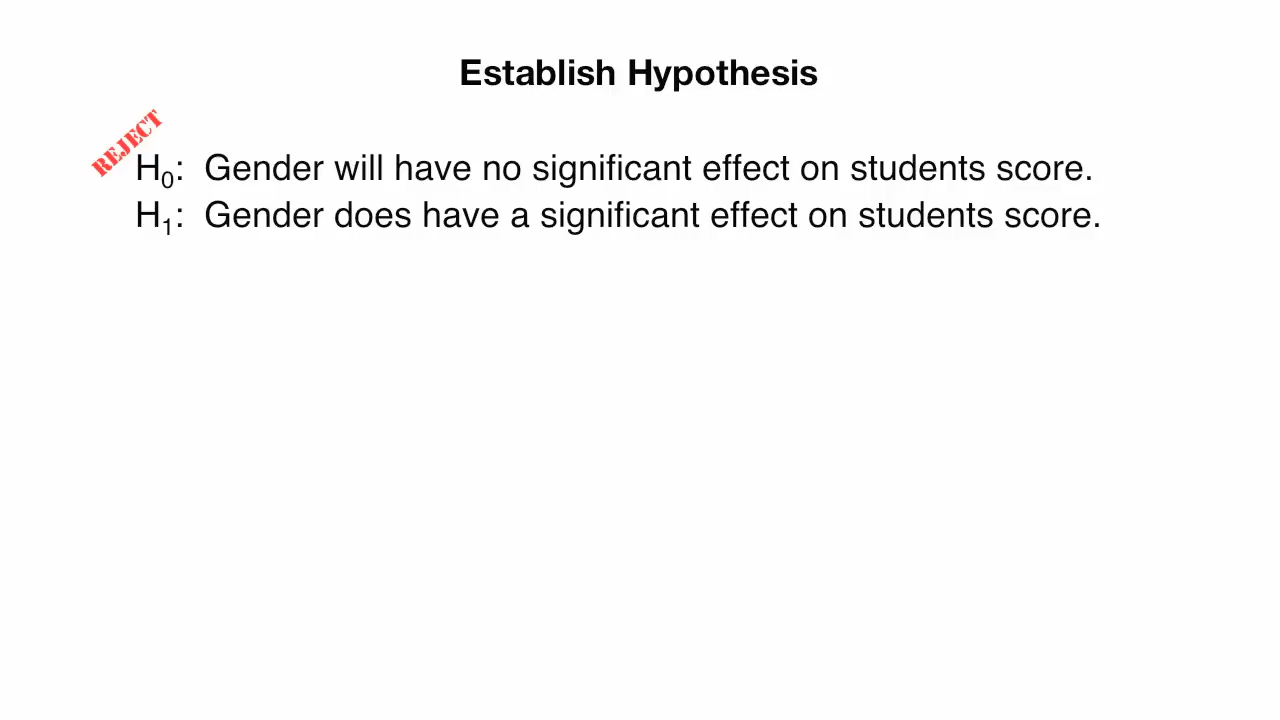 Establish Hypothesis
REJECT
H₀: Gender will have no significant effect on students score.
H₁: Gender does have a significant effect on students score.